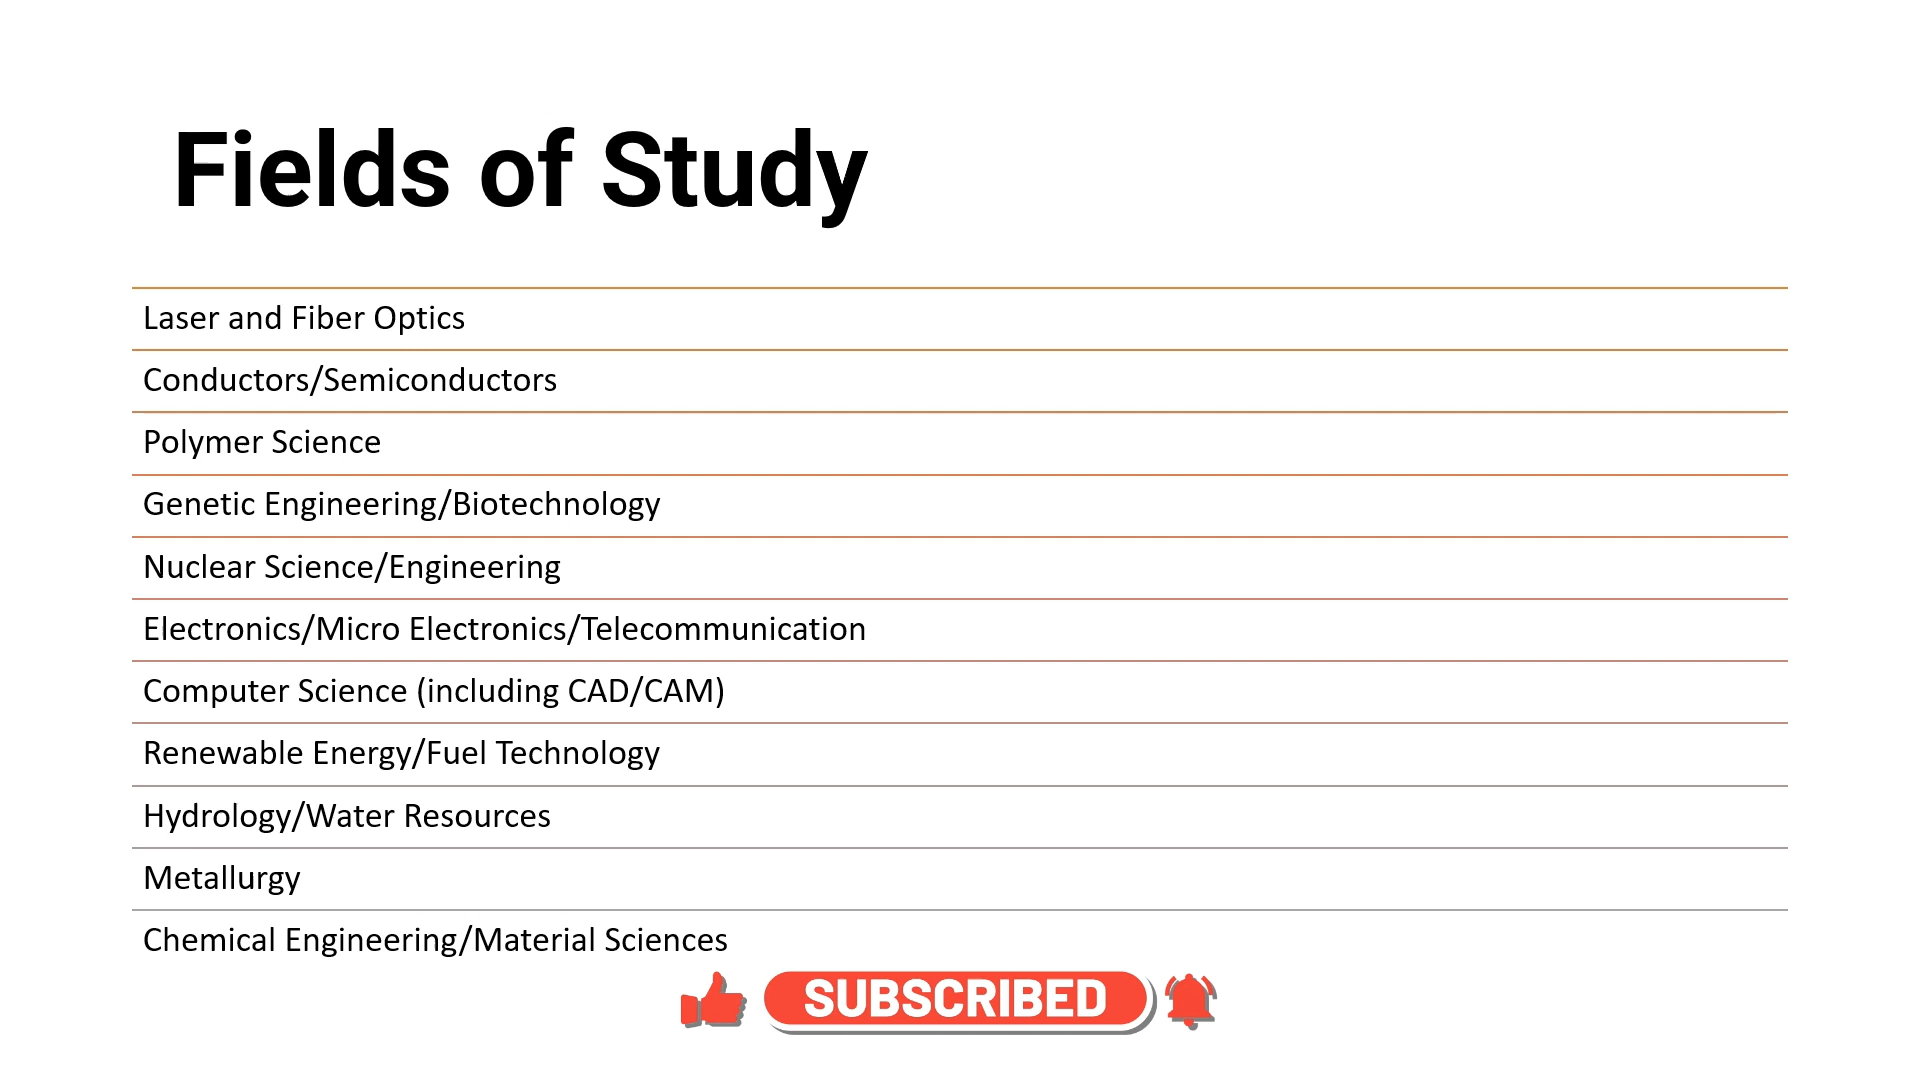 Fields of Study
Laser and Fiber Optics
Conductors/Semiconductors
Polymer Science
Genetic Engineering/Biotechnology
Nuclear Science/Engineering
Electronics/Micro Electronics/Telecommunication
Computer Science (including CAD/CAM)
Renewable Energy/Fuel Technology
Hydrology/Water Resources
Metallurgy
Chemical Engineering/Material Sciences
SUBSCRIBED